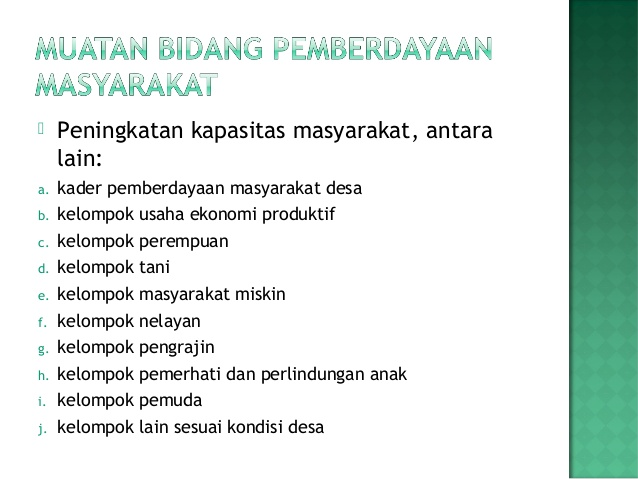 MUATAN BIDANG PEMBERDAYAAN
MASYARAKAT
Peningkatan kapasitas masyarakat, antara
lain:
a. kader pemberdayaan masyarakat desa
b. kelompok usaha ekonomi produktif
c. kelompok perempuan
d. kelompok tani
e. kelompok masyarakat miskin
f. kelompok nelayan
g. kelompok pengrajin
h. kelompok pemerhati dan perlindungan anak
i. kelompok pemuda
j. kelompok lain sesuai kondisi desa